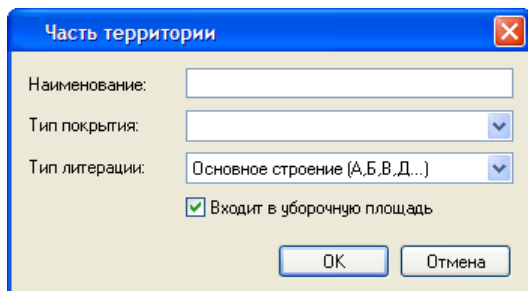 Часть территории
Наименование:
Тип покрытия:
Тип литерации: Основное строение (А,Б,В,Д...)
Входит в уборочную площадь
OK Отмена